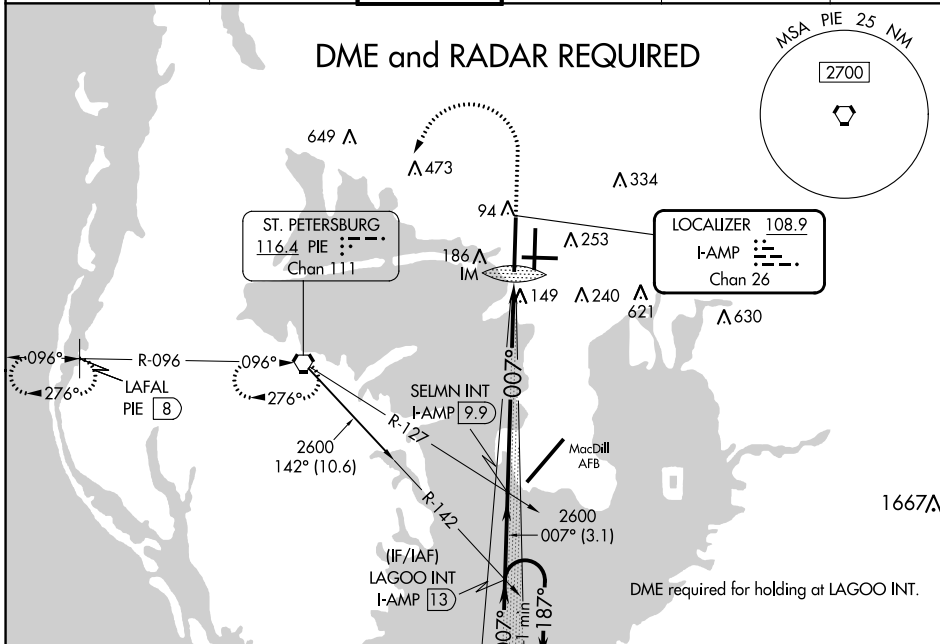 DME and RADAR REQUIRED
MSA PIE 25 NM
2700
649
473
334
94
ST. PETERSBURG
116.4 PIE
Chan 111
LOCALIZER 108.9
I-AMP
Chan 26
253
186
IM
149
240
621
630
096°
R-096
096°
276°
LAFAL
PIE 8
276°
007°
SELMN INT
I-AMP 9.9
R-127
2600
142° (10.6)
MacDill
AFB
1667
R-142
2600
007° (3.1)
(IF/IAF)
LAGOO INT
I-AMP 13
DME required for holding at LAGOO INT.
007°
1 min
187°